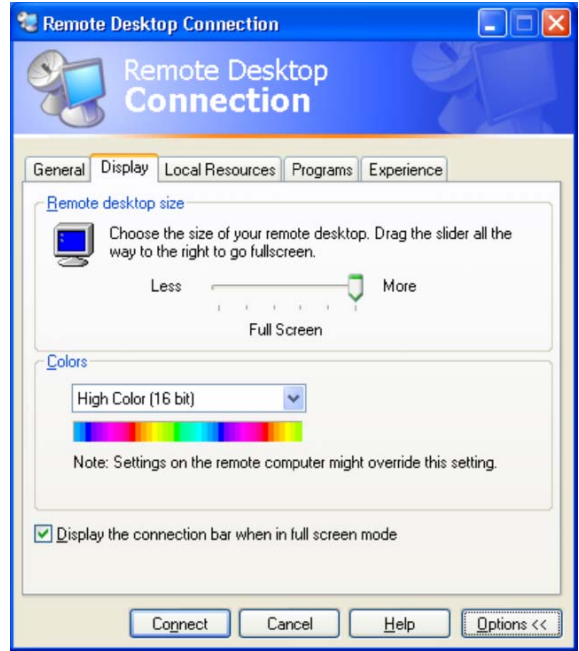 Remote Desktop Connection
Remote Desktop
Connection
General Display Local Resources Programs Experience
Remote desktop size
Choose the size of your remote desktop. Drag the slider all the
way to the right to go fullscreen.
Less More
Full Screen
Colors
High Color (16 bit)
Note: Settings on the remote computer might override this setting.
Display the connection bar when in full screen mode
Connect Cancel Help Options <<